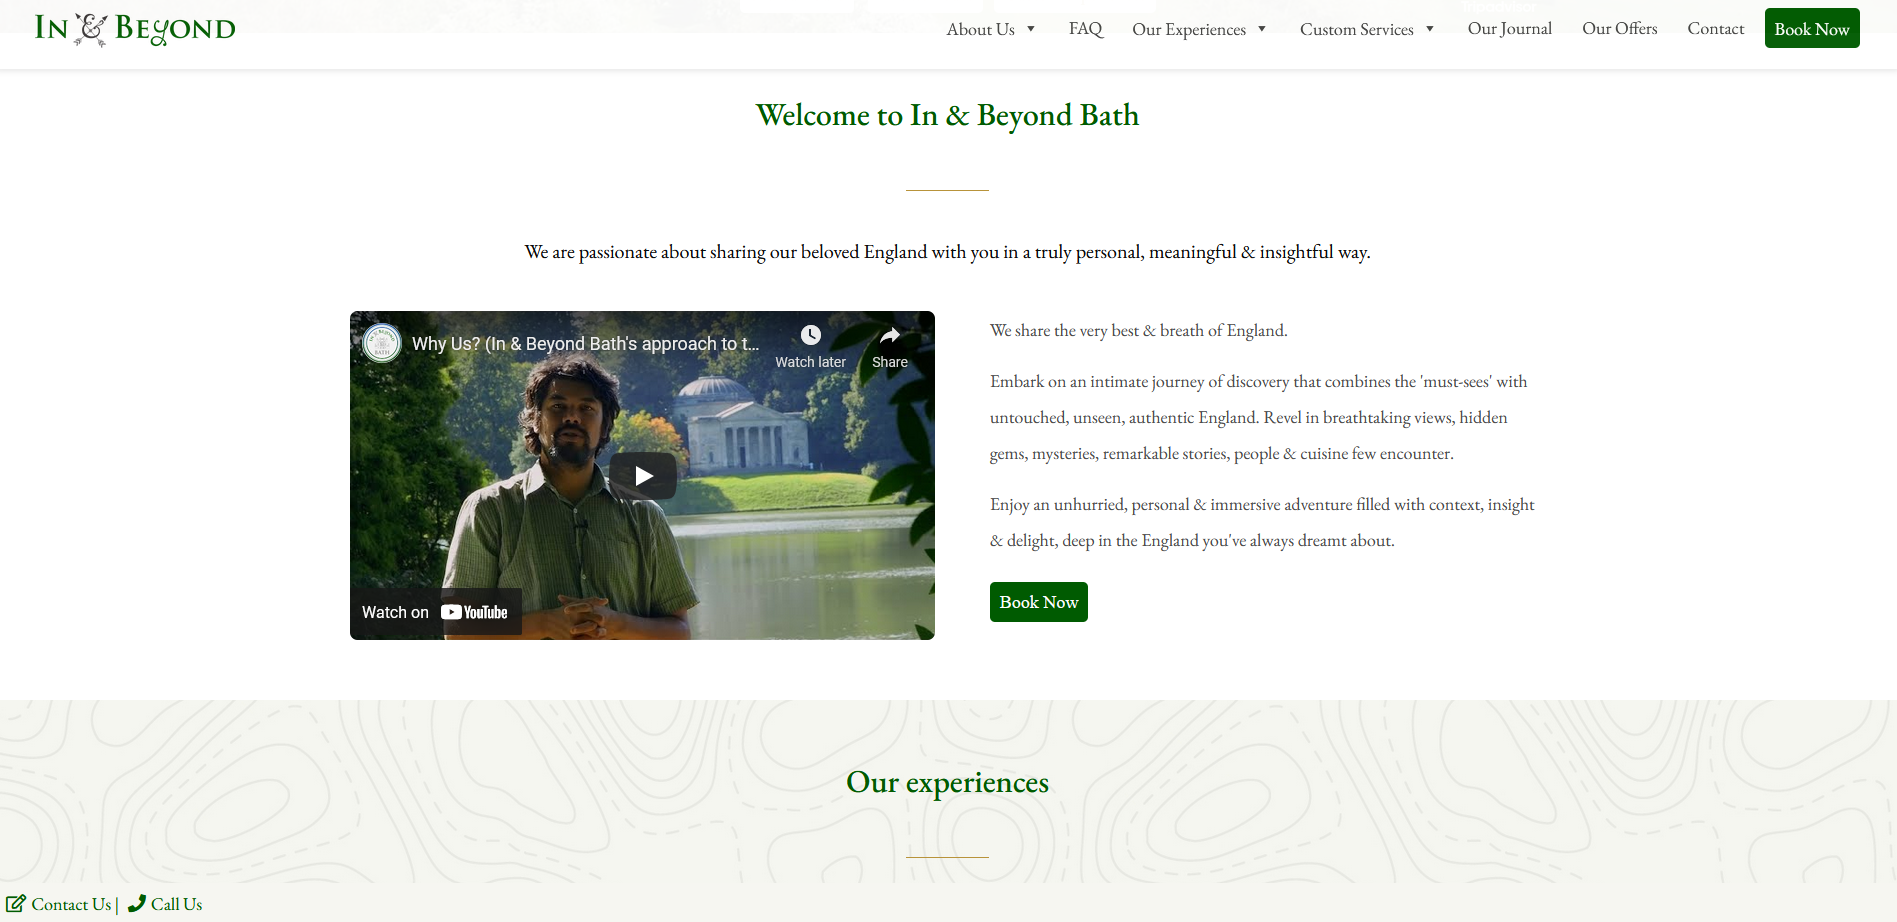 IN & BEYOND
About Us
FAQ
Our Experiences
Custom Services
Our Journal
Our Offers
Contact
Book Now
Welcome to In & Beyond Bath
We are passionate about sharing our beloved England with you in a truly personal, meaningful & insightful way.
Why Us? (In & Beyond Bath's approach to t...
Watch later
Share
Watch on YouTube
We share the very best & breath of England.
Embark on an intimate journey of discovery that combines the 'must-sees' with
untouched, unseen, authentic England. Revel in breathtaking views, hidden
gems, mysteries, remarkable stories, people & cuisine few encounter.
Enjoy an unhurried, personal & immersive adventure filled with context, insight
& delight, deep in the England you've always dreamt about.
Book Now
Our experiences
Contact Us |
Call Us